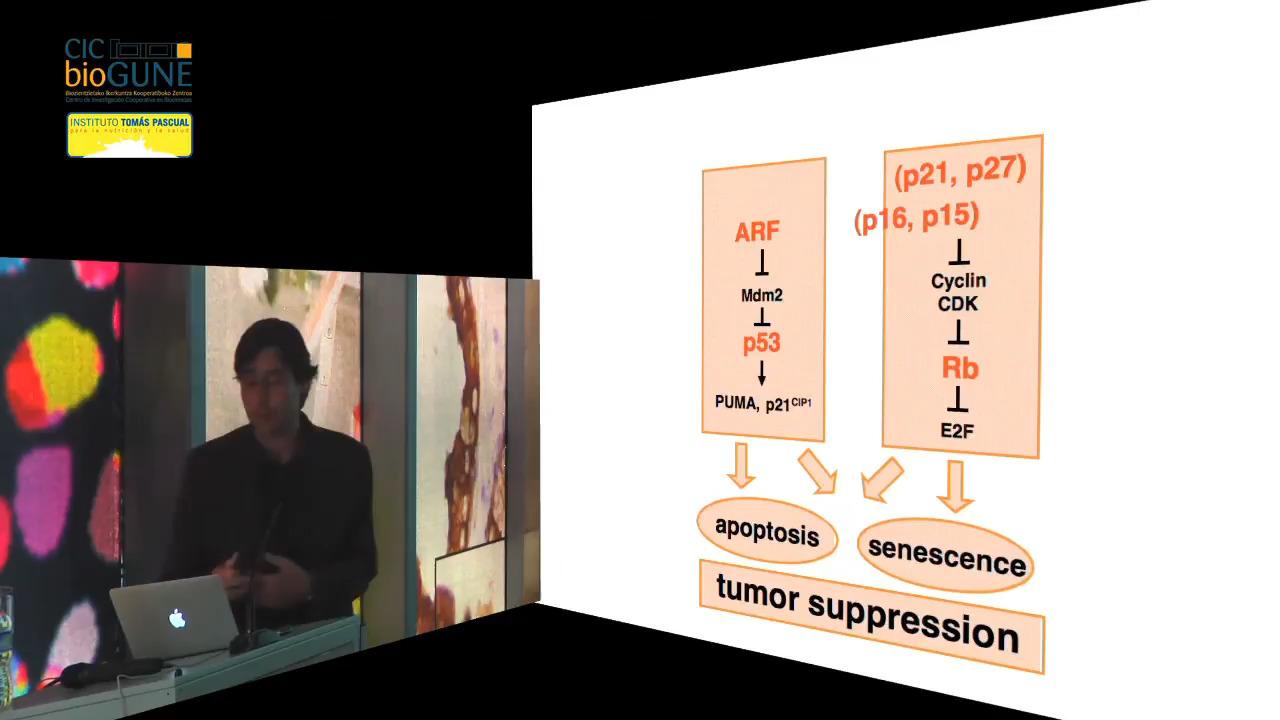 CIC
bioGUNE
Biozientzietako Ikerkuntza Kooperatiboko Zentroa
Centro de Investigación Cooperativa en Biociencias
INSTITUTO TOMÁS PASCUAL
para la nutrición y la salud
ARF
Mdm2
p53
PUMA, p21CIP1
(p21, p27)
(p16, p15)
Cyclin
CDK
Rb
E2F
apoptosis
senescence
tumor suppression